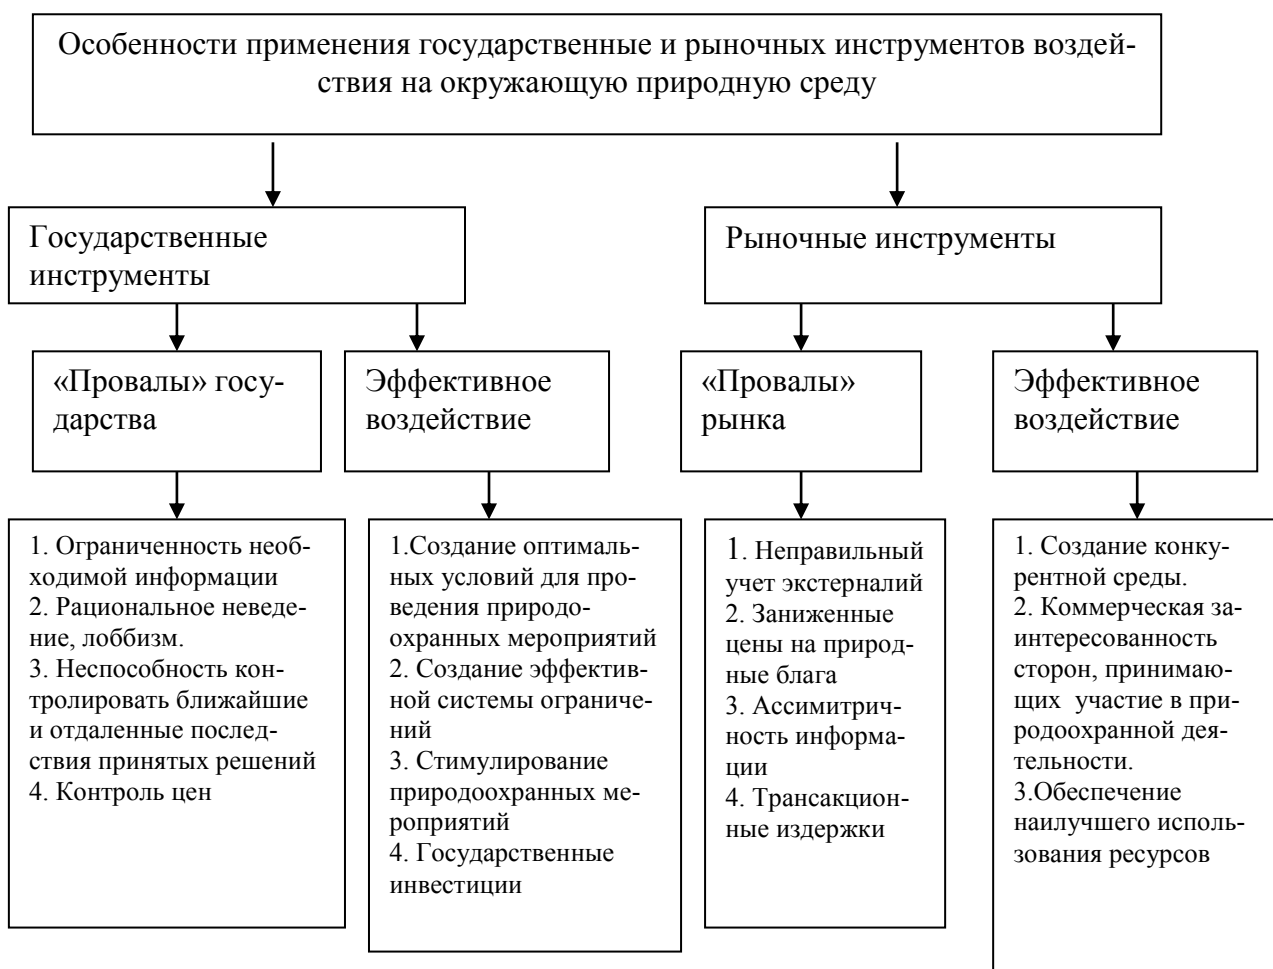 Особенности применения государственные и рыночных инструментов воздей-
ствия на окружающую природную среду
Государственные
инструменты
Рыночные инструменты
«Провалы» госу-
дарства
Эффективное
воздействие
«Провалы»
рынка
Эффективное
воздействие
1. Ограниченность необ-
ходимой информации
2. Рациональное неведе-
ние, лоббизм.
3. Неспособность кон-
тролировать ближайшие
и отдаленные послед-
ствия принятых решений
4. Контроль цен
1.Создание оптималь-
ных условий для про-
ведения природо-
охранных мероприятий
2. Создание эффектив-
ной системы ограниче-
ний
3. Стимулирование
природоохранных ме-
роприятий
4. Государственные
инвестиции
1. Неправильный
учет экстерналий
2. Заниженные
цены на природ-
ные блага
3. Ассимитрич-
ность информа-
ции
4. Трансакцион-
ные издержки
1. Создание конку-
рентной среды.
2. Коммерческая за-
интересованность
сторон, принимаю-
щих участие в при-
родоохранной дея-
тельности.
3.Обеспечение
наилучшего исполь-
зования ресурсов